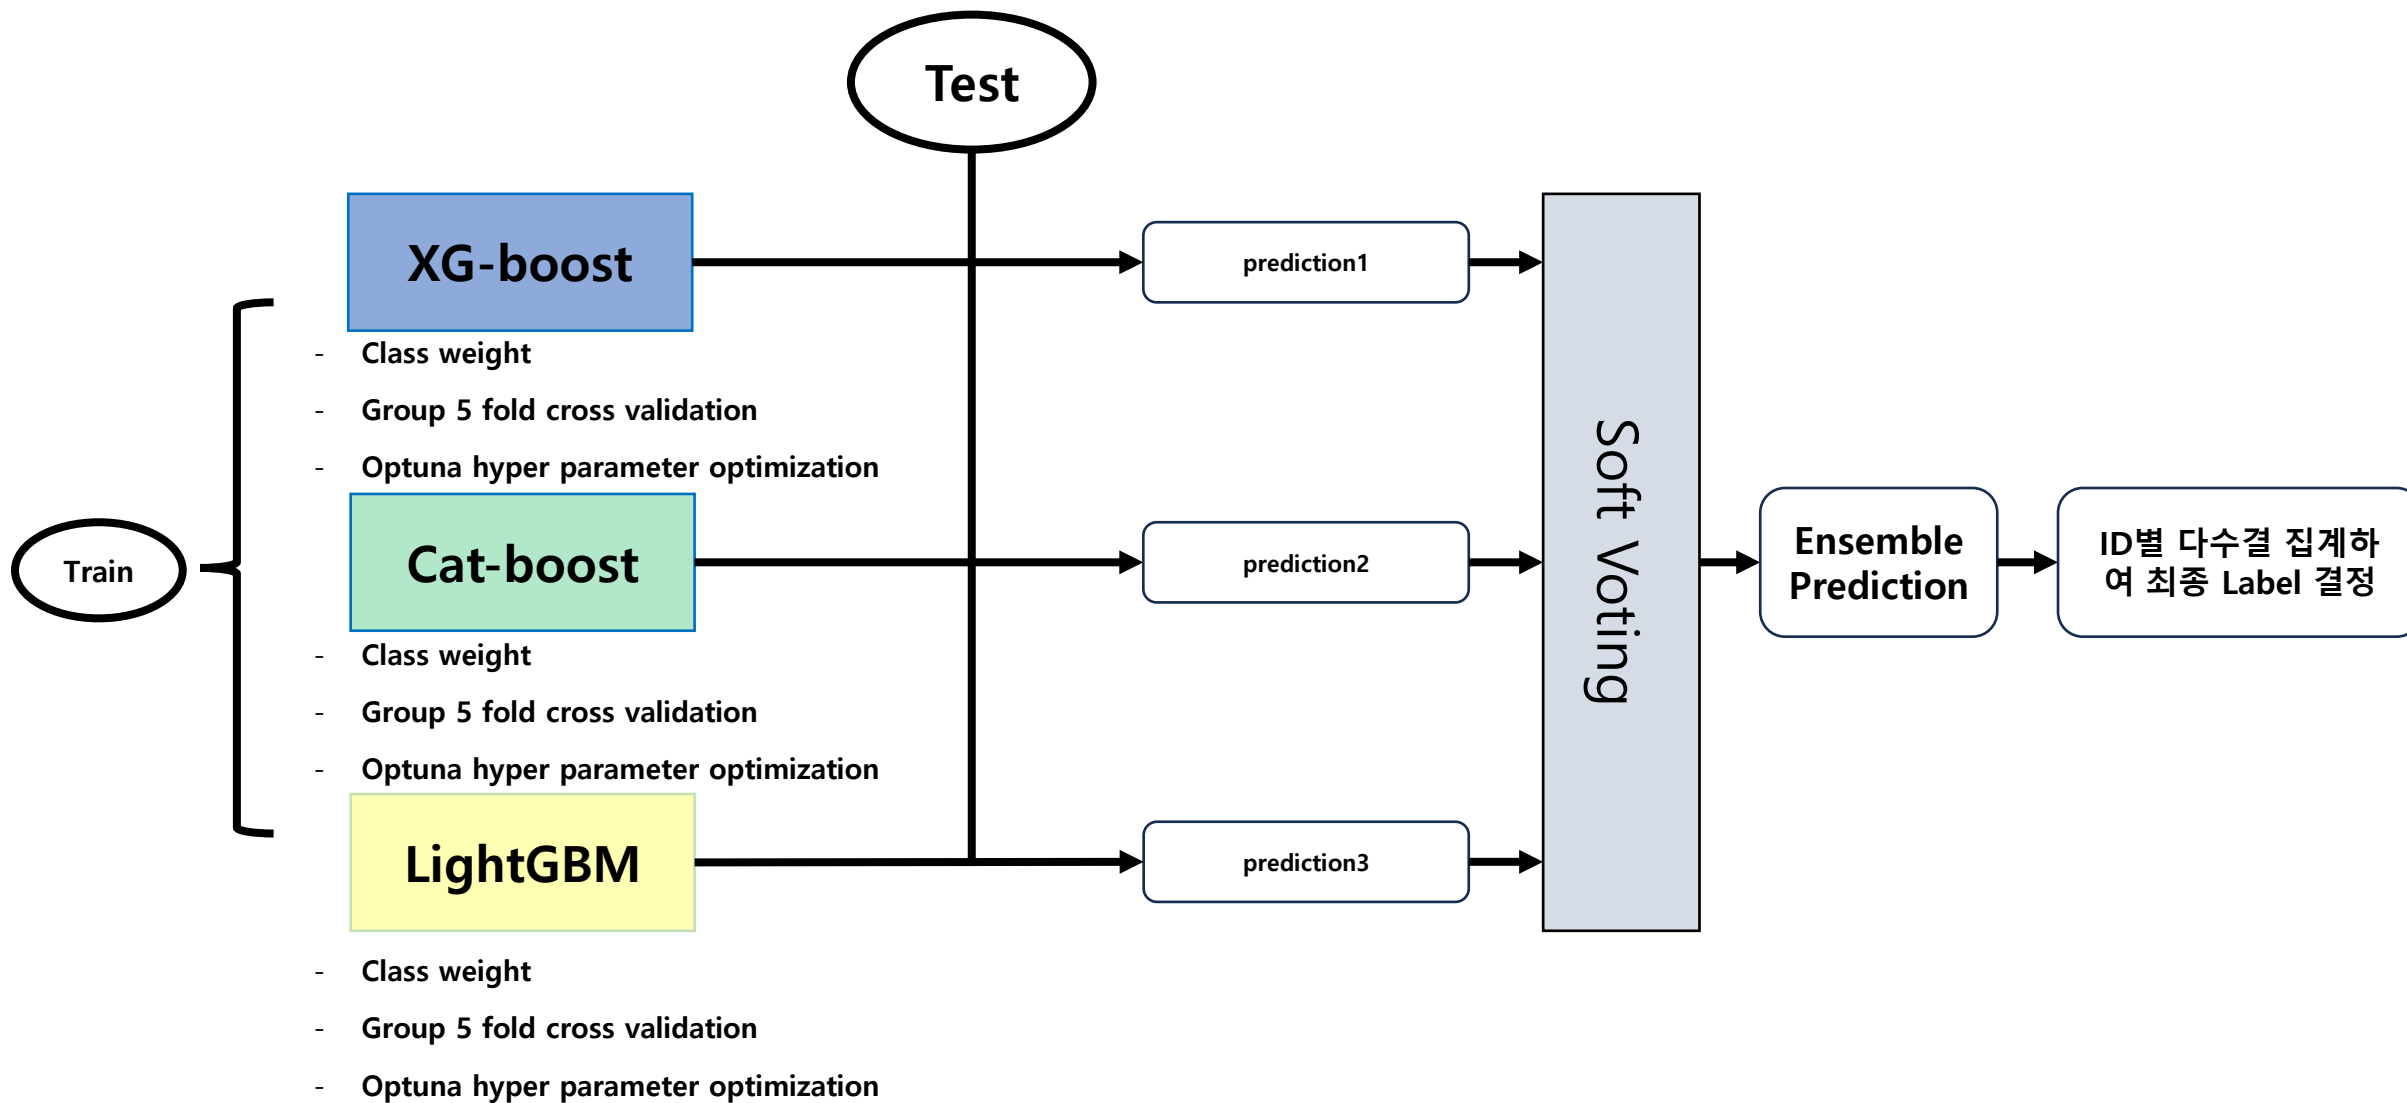 Test
XG-boost
prediction1
- Class weight
- Group 5 fold cross validation
- Optuna hyper parameter optimization
Train
Cat-boost
prediction2
- Class weight
- Group 5 fold cross validation
- Optuna hyper parameter optimization
LightGBM
prediction3
- Class weight
- Group 5 fold cross validation
- Optuna hyper parameter optimization
Soft Voting
Ensemble
Prediction
ID별 다수결 집계하
여 최종 Label 결정